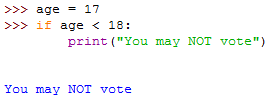 >>> age = 17
>>> if age < 18:
        print("You may NOT vote")
You may NOT vote